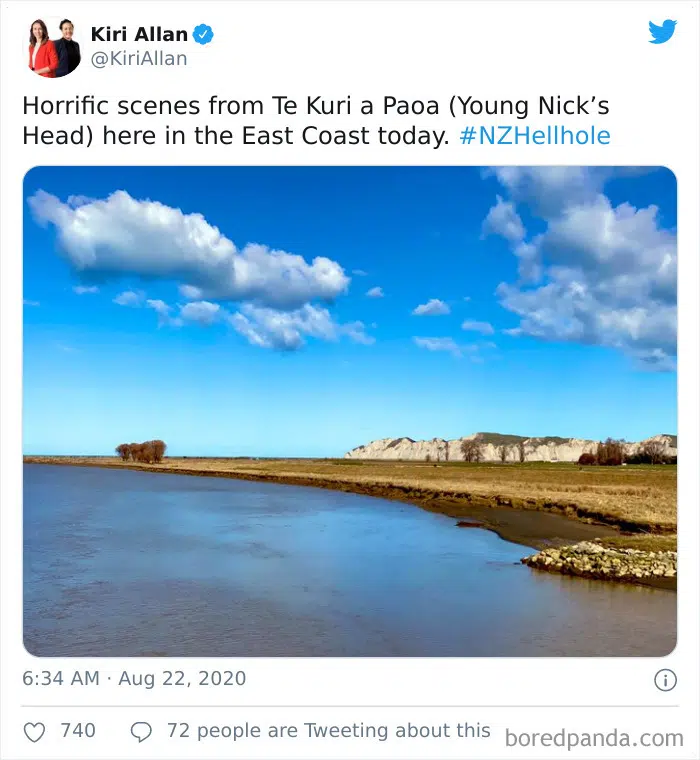 Kiri Allan
@KiriAllan
Horrific scenes from Te Kuri a Paoa (Young Nick’s
Head) here in the East Coast today. #NZHellhole
6:34 AM · Aug 22, 2020
740 72 people are Tweeting about this
boredpanda.com